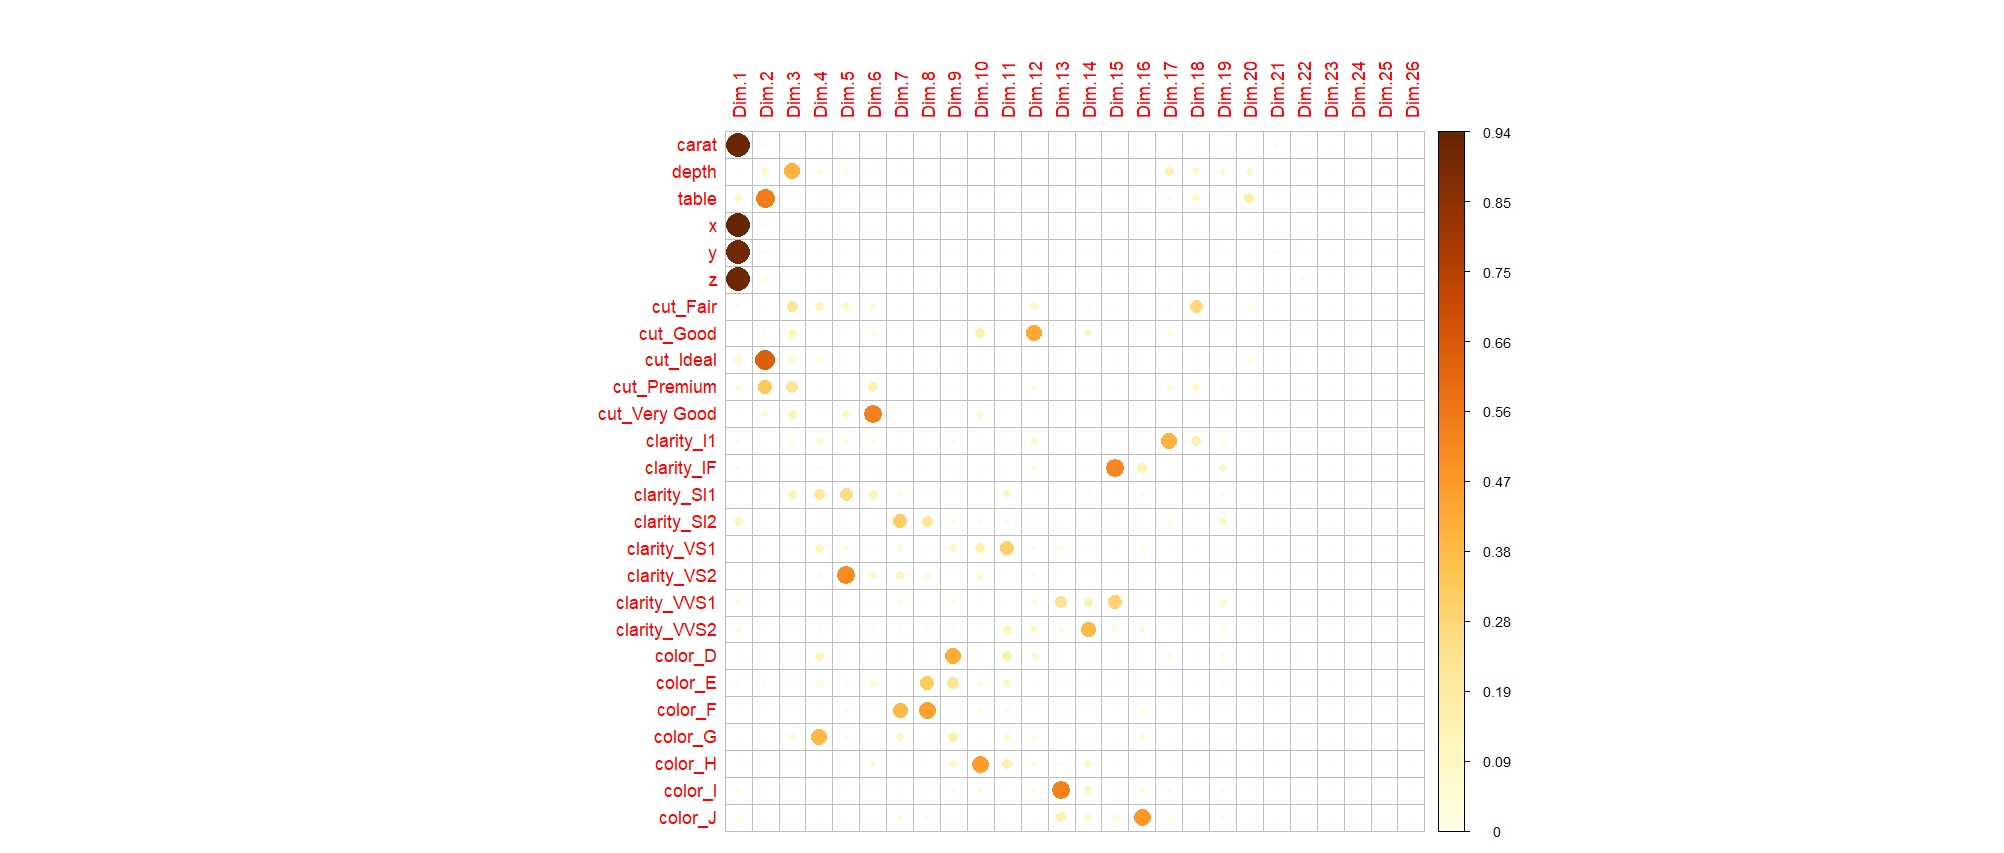 Dim.1
Dim.2
Dim.3
Dim.4
Dim.5
Dim.6
Dim.7
Dim.8
Dim.9
Dim.10
Dim.11
Dim.12
Dim.13
Dim.14
Dim.15
Dim.16
Dim.17
Dim.18
Dim.19
Dim.20
Dim.21
Dim.22
Dim.23
Dim.24
Dim.25
Dim.26
carat
depth
table
x
y
z
cut_Fair
cut_Good
cut_Ideal
cut_Premium
cut_Very Good
clarity_I1
clarity_IF
clarity_SI1
clarity_SI2
clarity_VS1
clarity_VS2
clarity_VVS1
clarity_VVS2
color_D
color_E
color_F
color_G
color_H
color_I
color_J
0.94
0.85
0.75
0.66
0.56
0.47
0.38
0.28
0.19
0.09
0